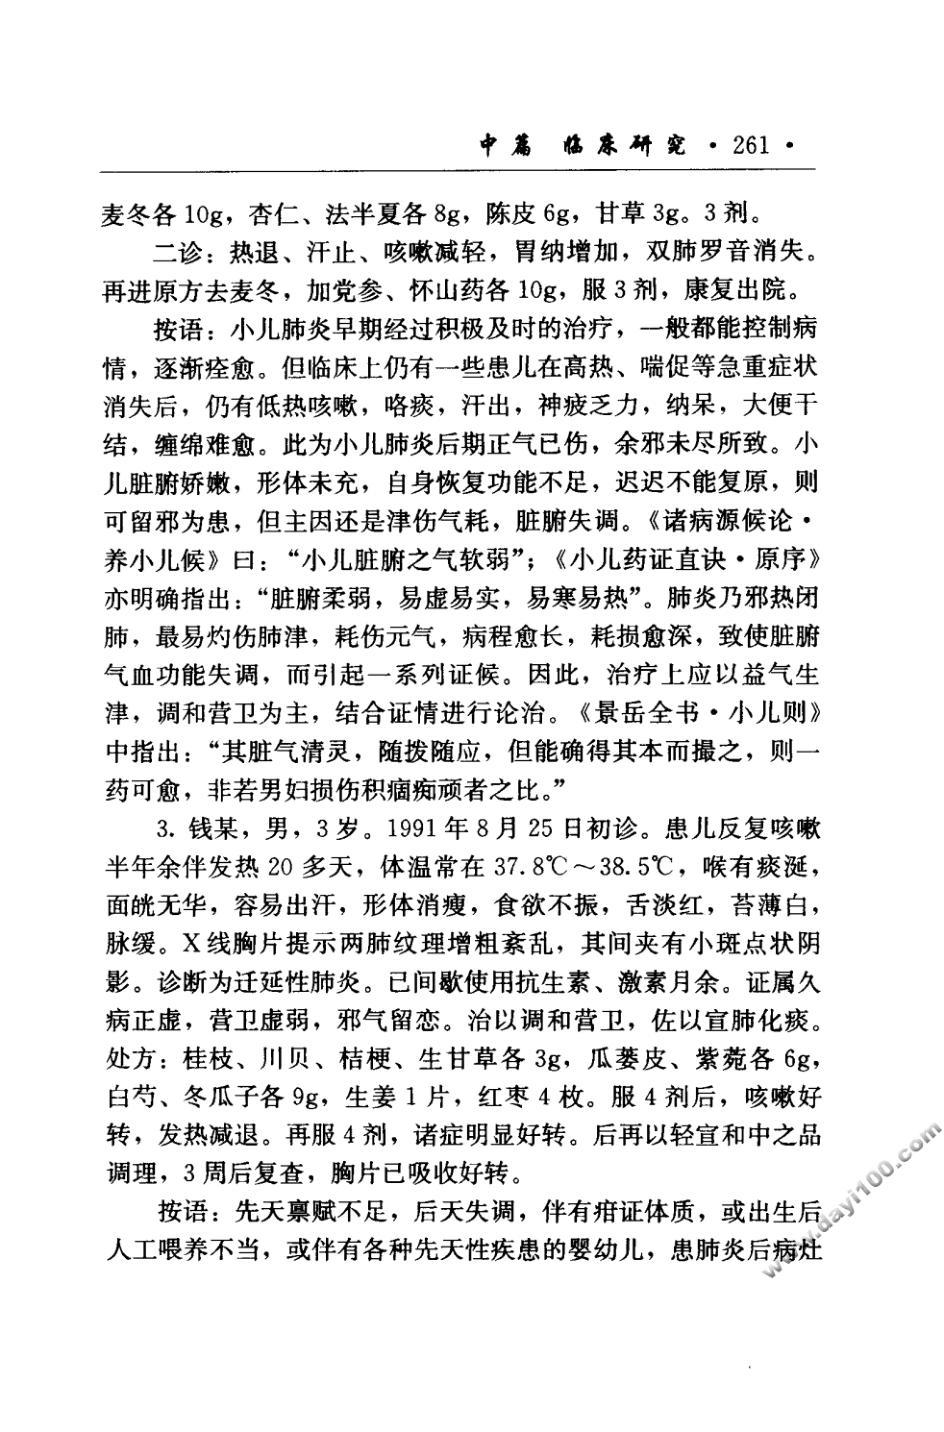 中篇 临床研究 · 261 ·
麦冬各 10g，杏仁、法半夏各 8g，陈皮 6g，甘草 3g。3 剂。
二诊：热退、汗止、咳嗽减轻，胃纳增加，双肺罗音消失。
再进原方去麦冬，加党参、怀山药各 10g，服 3 剂，康复出院。
按语：小儿肺炎早期经过积极及时的治疗，一般都能控制病
情，逐渐痊愈。但临床上仍有一些患儿在高热、喘促等急重症状
消失后，仍有低热咳嗽，咯痰，汗出，神疲乏力，纳呆，大便干
结，缠绵难愈。此为小儿肺炎后期正气已伤，余邪未尽所致。小
儿脏腑娇嫩，形体未充，自身恢复功能不足，迟迟不能复原，则
可留邪为患，但主因还是津伤气耗，脏腑失调。《诸病源候论·
养小儿候》曰：“小儿脏腑之气软弱”；《小儿药证直诀·原序》
亦明确指出：“脏腑柔弱，易虚易实，易寒易热”。肺炎乃邪热闭
肺，最易灼伤肺津，耗伤元气，病程愈长，耗损愈深，致使脏腑
气血功能失调，而引起一系列证候。因此，治疗上应以益气生
津，调和营卫为主，结合证情进行论治。《景岳全书·小儿则》
中指出：“其脏气清灵，随拨随应，但能确得其本而撮之，则一
药可愈，非若男妇损伤积痼痴顽者之比。”
3. 钱某，男，3 岁。1991 年 8 月 25 日初诊。患儿反复咳嗽
半年余伴发热 20 多天，体温常在 37.8℃～38.5℃，喉有痰涎，
面㿠无华，容易出汗，形体消瘦，食欲不振，舌淡红，苔薄白，
脉缓。X 线胸片提示两肺纹理增粗紊乱，其间夹有小斑点状阴
影。诊断为迁延性肺炎。已间歇使用抗生素、激素月余。证属久
病正虚，营卫虚弱，邪气留恋。治以调和营卫，佐以宣肺化痰。
处方：桂枝、川贝、桔梗、生甘草各 3g，瓜蒌皮、紫菀各 6g，
白芍、冬瓜子各 9g，生姜 1 片，红枣 4 枚。服 4 剂后，咳嗽好
转，发热减退。再服 4 剂，诸症明显好转。后再以轻宣和中之品
调理，3 周后复查，胸片已吸收好转。
按语：先天禀赋不足，后天失调，伴有疳证体质，或出生后
人工喂养不当，或伴有各种先天性疾患的婴幼儿，患肺炎后病灶
www.dayi100.com